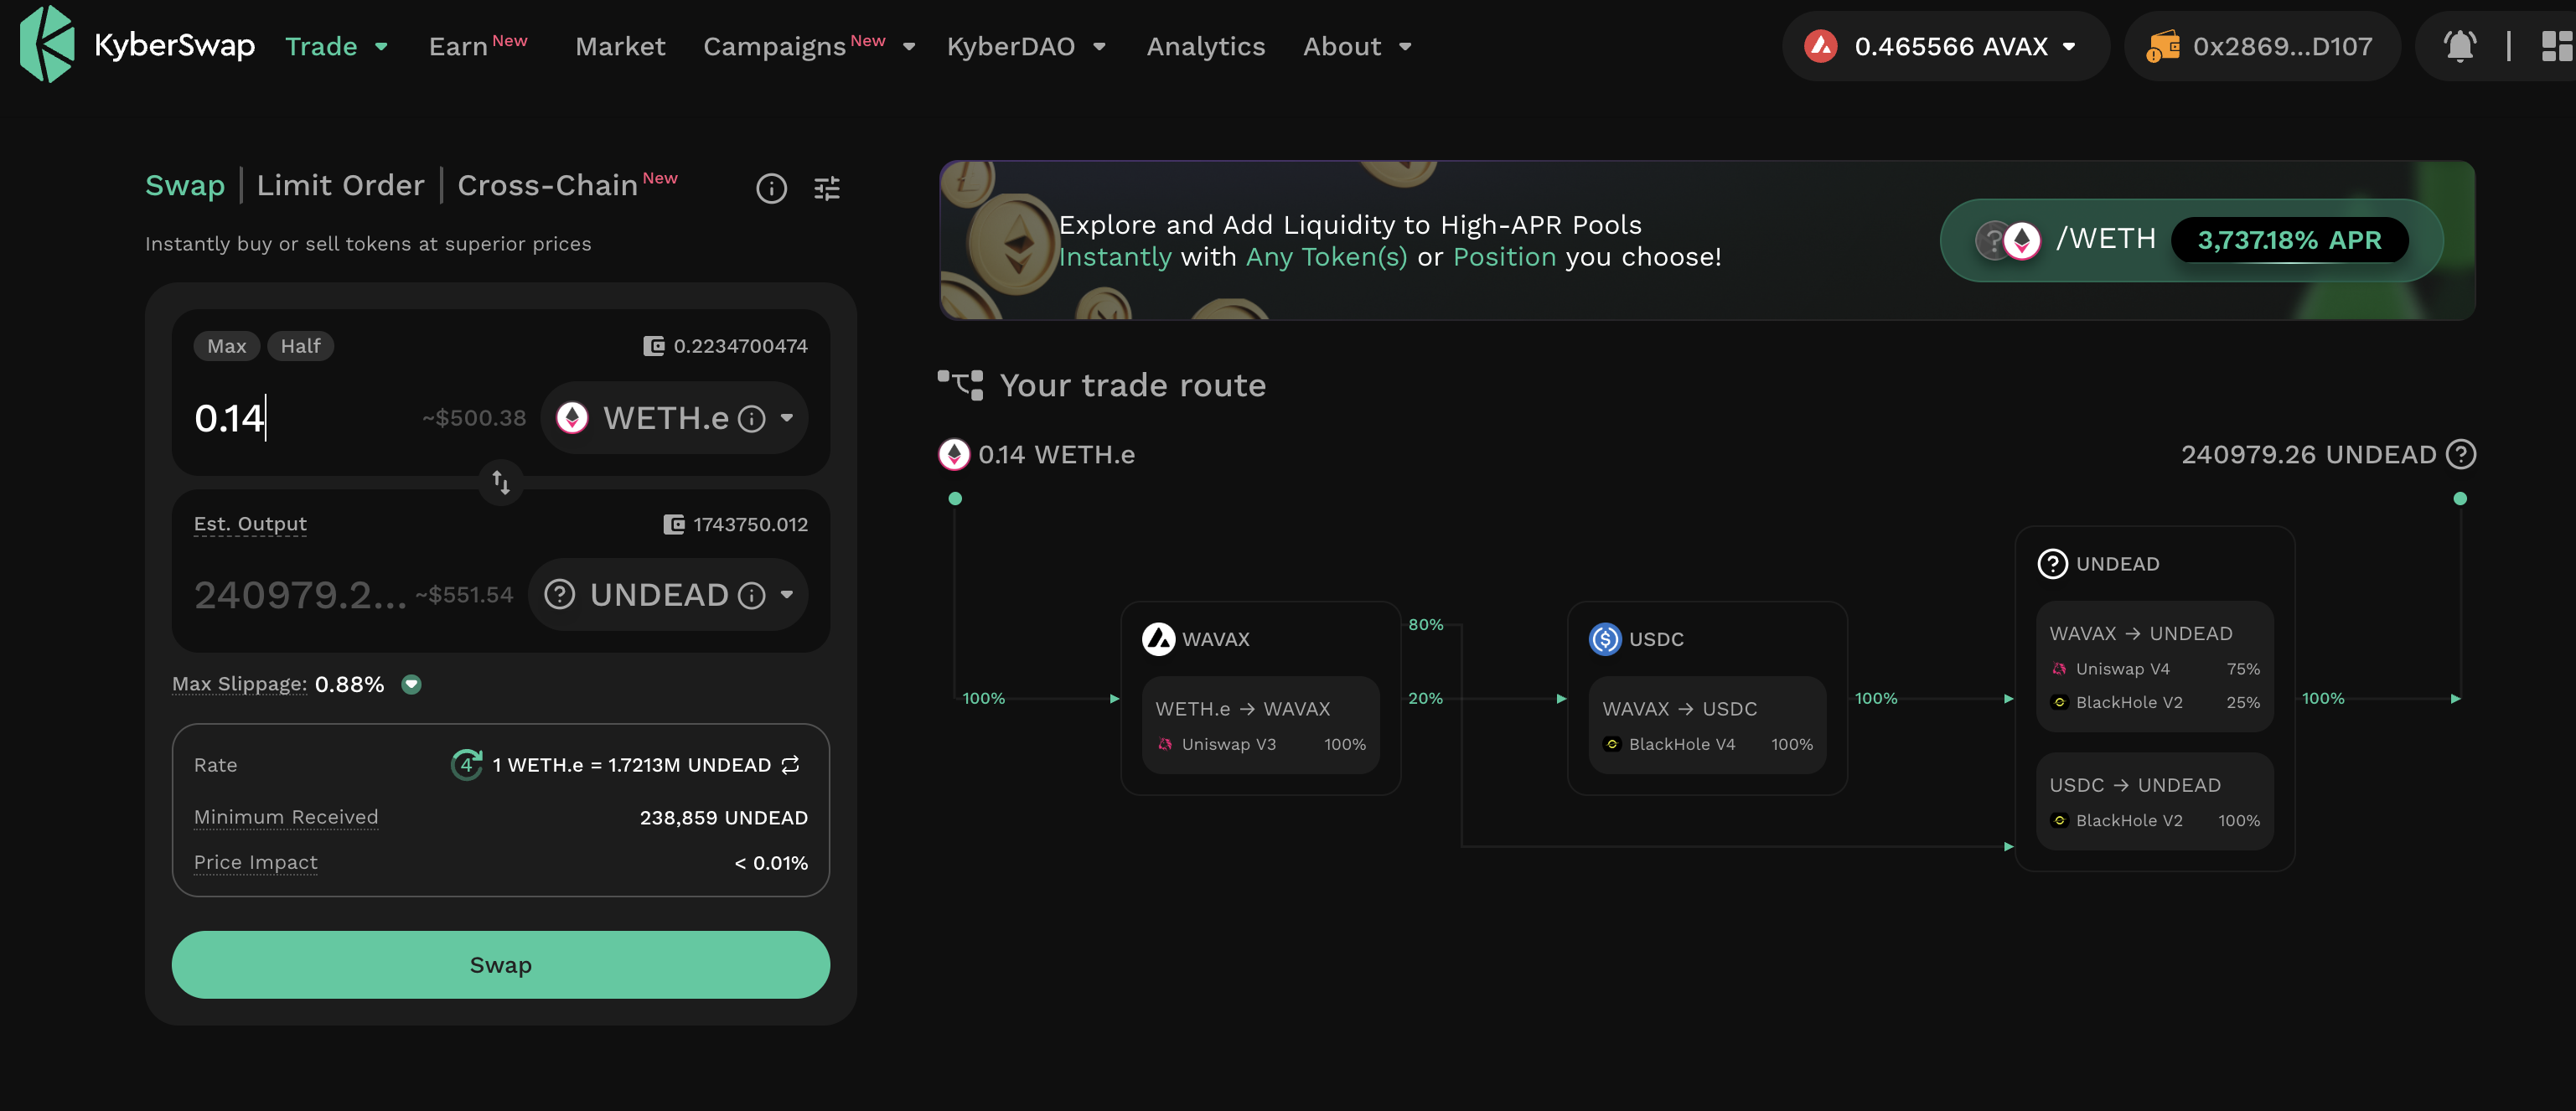 KyberSwap Trade Earn New Market Campaigns New KyberDAO Analytics About 0.465566 AVAX 0x2869...D107
Swap | Limit Order | Cross-Chain New
Instantly buy or sell tokens at superior prices
Max Half 0.2234700474
0.14 ~$500.38 WETH.e
Est. Output 1743750.012
240979.2... ~$551.54 UNDEAD
Max Slippage: 0.88%
Rate 4 1 WETH.e = 1.7213M UNDEAD
Minimum Received 238,859 UNDEAD
Price Impact < 0.01%
Swap
Explore and Add Liquidity to High-APR Pools
Instantly with Any Token(s) or Position you choose!
/WETH 3,737.18% APR
Your trade route
0.14 WETH.e 240979.26 UNDEAD
100%
WAVAX
WETH.e → WAVAX
Uniswap V3 100%
80%
20%
USDC
WAVAX → USDC
BlackHole V4 100%
100%
UNDEAD
WAVAX → UNDEAD
Uniswap V4 75%
BlackHole V2 25%
USDC → UNDEAD
BlackHole V2 100%
100%